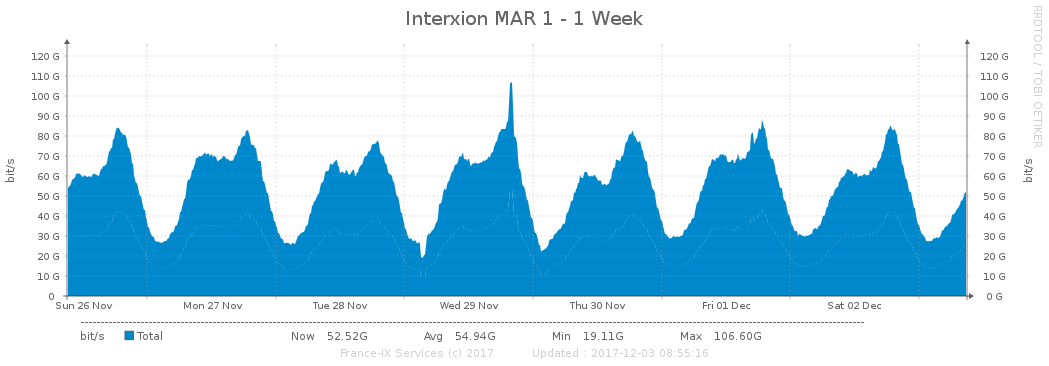 Interxion MAR 1 - 1 Week
RRDTOOL / TOBI OETIKER
bit/s
120 G 120 G
110 G 110 G
100 G 100 G
90 G 90 G
80 G 80 G
70 G 70 G
60 G 60 G
50 G 50 G
40 G 40 G
30 G 30 G
20 G 20 G
10 G 10 G
0 0 G
bit/s
Sun 26 Nov Mon 27 Nov Tue 28 Nov Wed 29 Nov Thu 30 Nov Fri 01 Dec Sat 02 Dec
bit/s Total Now 52.52G Avg 54.94G Min 19.11G Max 106.60G
France-IX Services (c) 2017 Updated : 2017-12-03 08:55:16